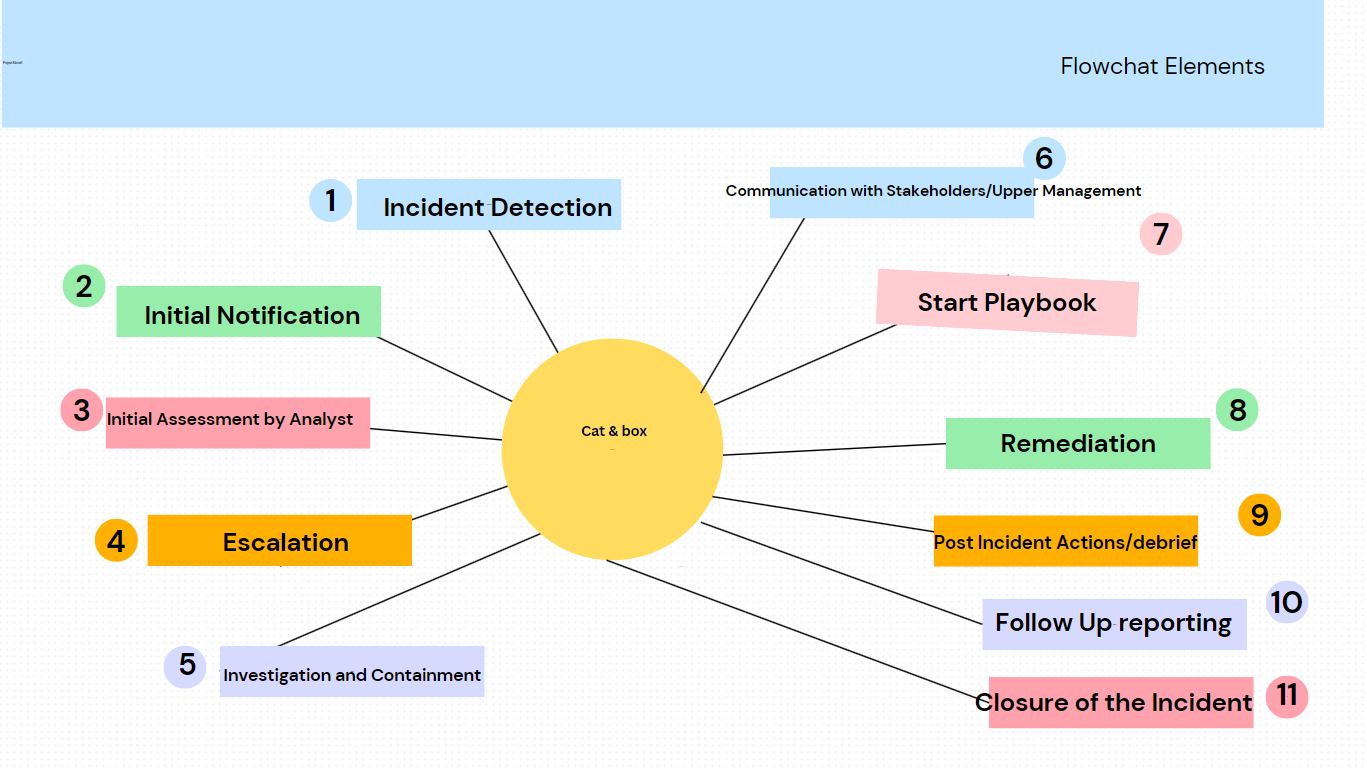 Flowchat Elements
1
Incident Detection
2
Initial Notification
3
Initial Assessment by Analyst
4
Escalation
5
Investigation and Containment
Cat & box
6
Communication with Stakeholders/Upper Management
7
Start Playbook
8
Remediation
9
Post Incident Actions/debrief
10
Follow Up reporting
11
Closure of the Incident